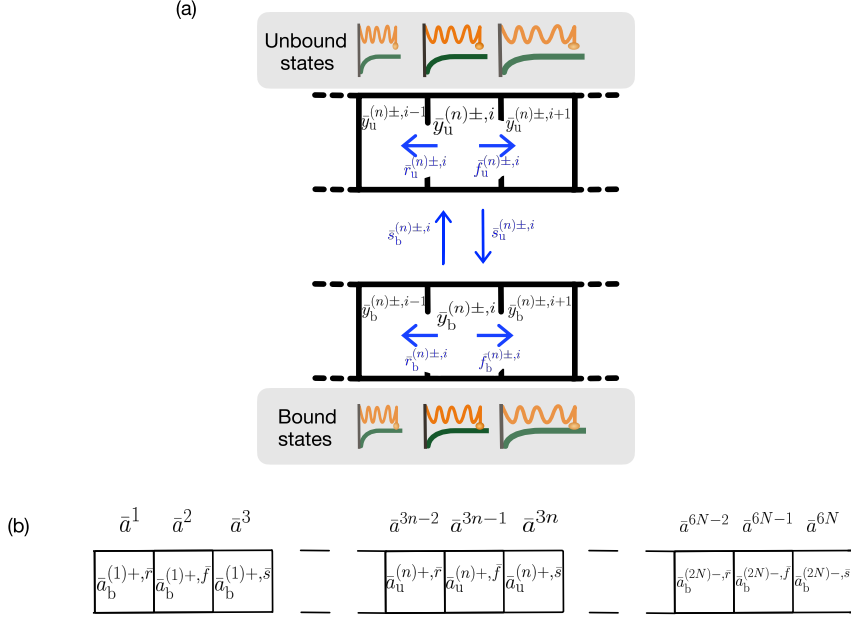 (a)
Unbound
states
ȳ_u^{(n)±,i−1} ȳ_u^{(n)±,i} ȳ_u^{(n)±,i+1}
r̄_u^{(n)±,i} f̄_u^{(n)±,i}
s̄_b^{(n)±,i} s̄_u^{(n)±,i}
ȳ_b^{(n)±,i−1} ȳ_b^{(n)±,i} ȳ_b^{(n)±,i+1}
r̄_b^{(n)±,i} f̄_b^{(n)±,i}
Bound
states
(b)
ā^1 ā^2 ā^3 ā^{3n−2} ā^{3n−1} ā^{3n} ā^{6N−2} ā^{6N−1} ā^{6N}
ā_b^{(1)+,r̄} ā_b^{(1)+,f̄} ā_b^{(1)+,s̄} ā_u^{(n)+,r̄} ā_u^{(n)+,f̄} ā_u^{(n)+,s̄} ā_b^{(2N)−,r̄} ā_b^{(2N)−,f̄} ā_b^{(2N)−,s̄}